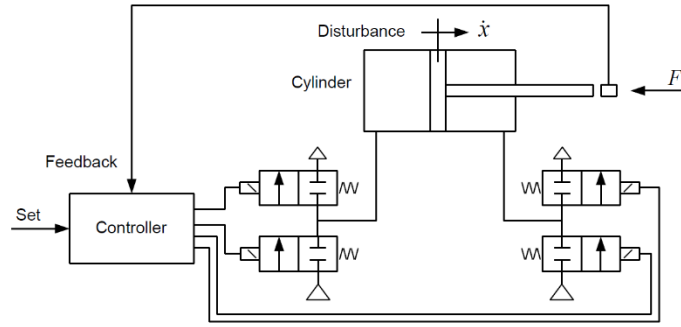 Disturbance
ẋ
Cylinder
F
Feedback
Set
Controller